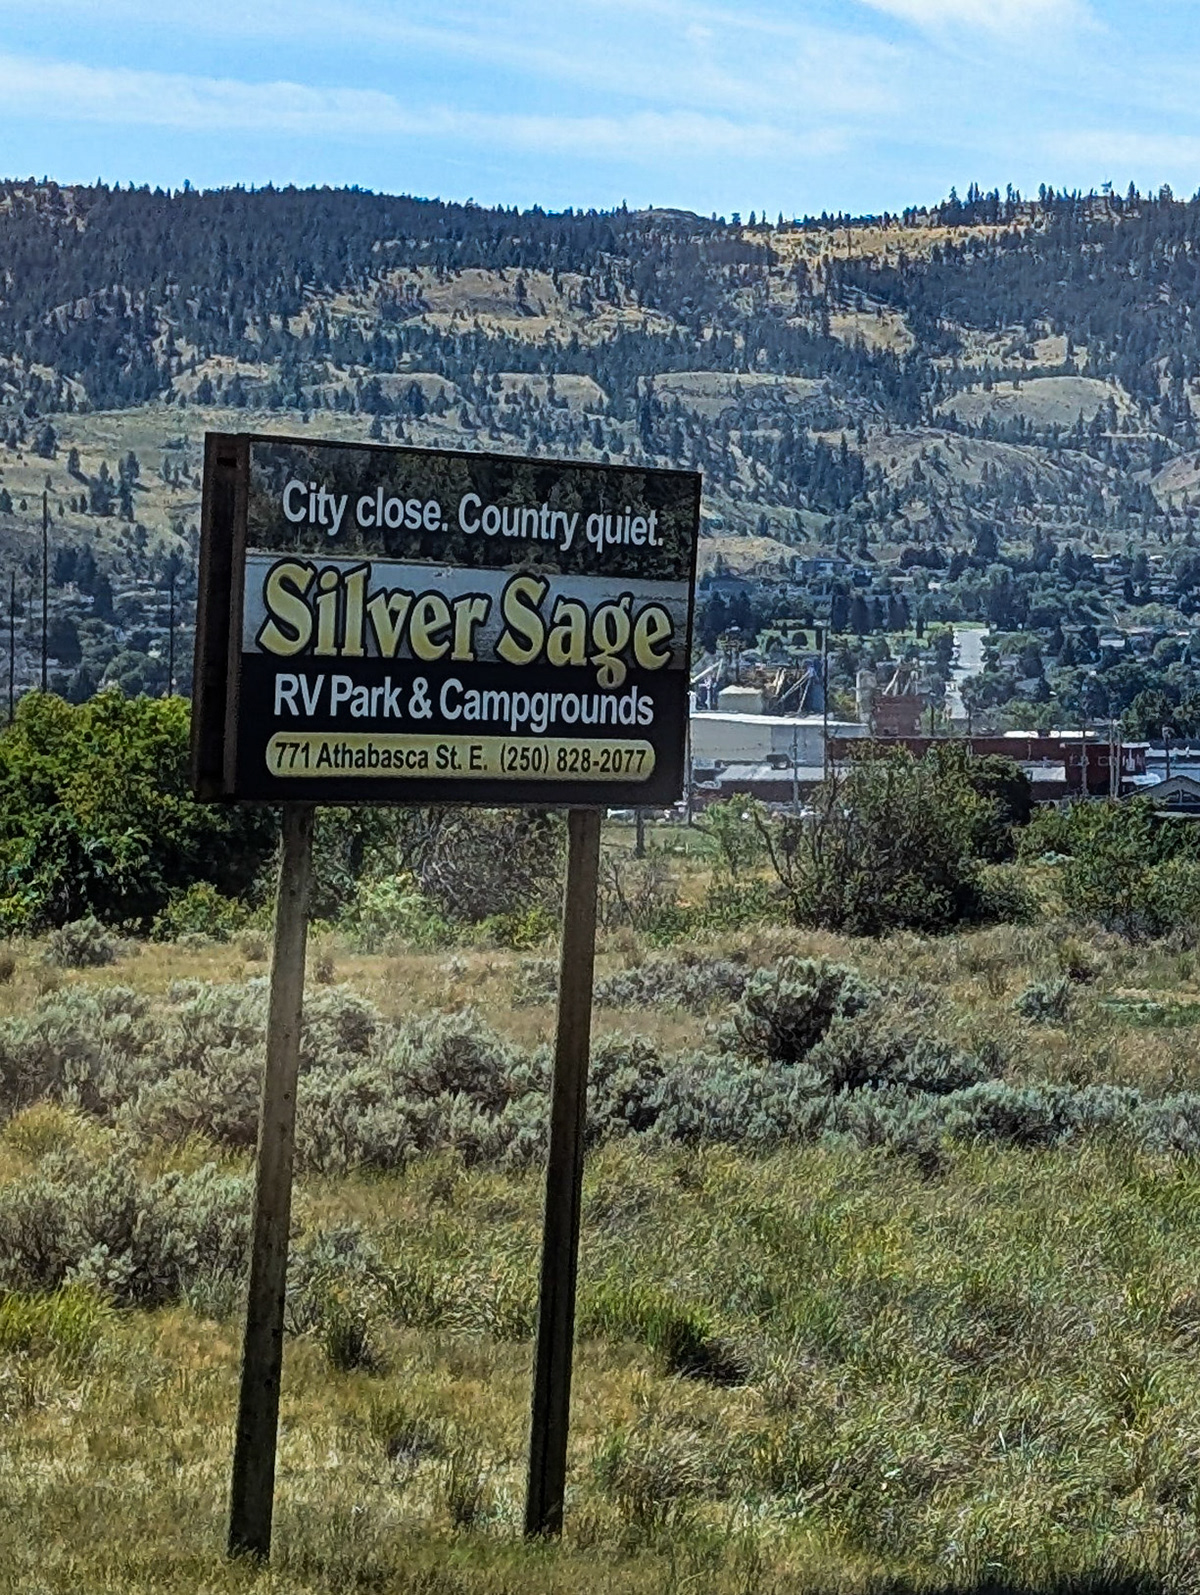 City close. Country quiet.
Silver Sage
RV Park & Campgrounds
771 Athabasca St. E. (250) 828-2077